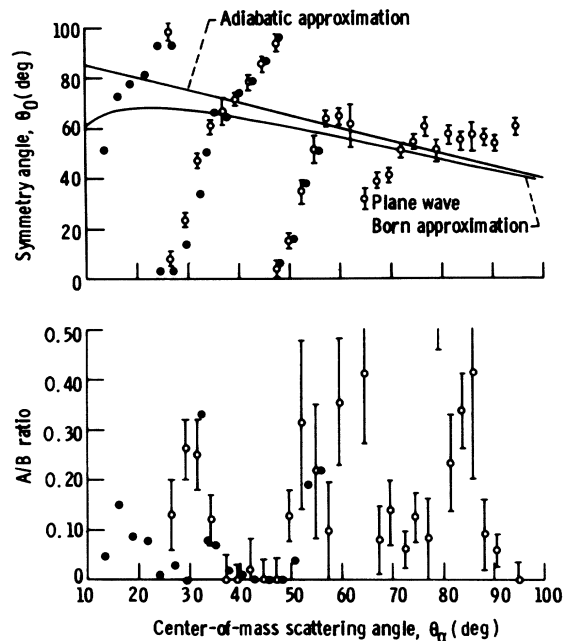 Adiabatic approximation
100
80
60
40
20
0
Symmetry angle, θ0 (deg)
Plane wave
Born approximation
0.50
0.40
0.30
0.20
0.10
0
A/B ratio
10 20 30 40 50 60 70 80 90 100
Center-of-mass scattering angle, θα (deg)